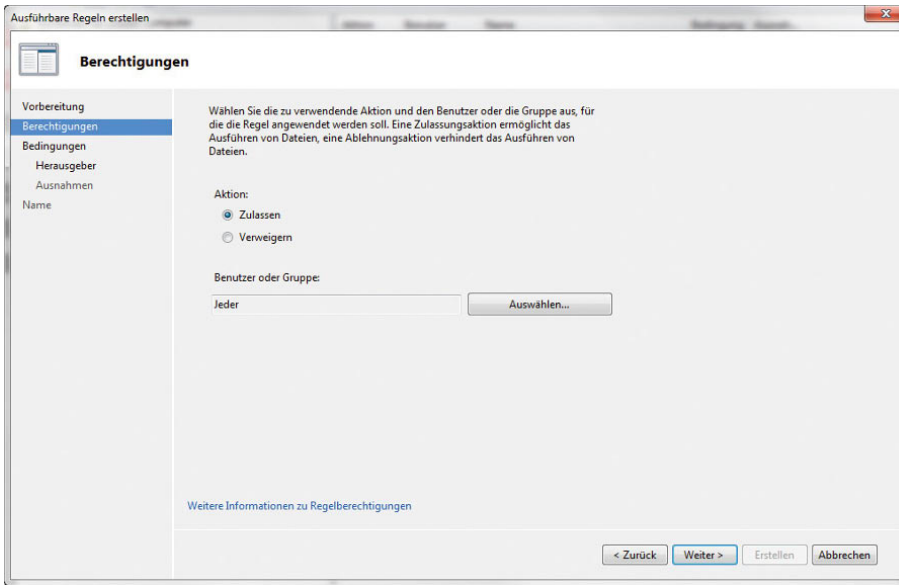 Ausführbare Regeln erstellen
Berechtigungen
Vorbereitung
Berechtigungen
Bedingungen
Herausgeber
Ausnahmen
Name
Wählen Sie die zu verwendende Aktion und den Benutzer oder die Gruppe aus, für
die die Regel angewendet werden soll. Eine Zulassungsaktion ermöglicht das
Ausführen von Dateien, eine Ablehnungsaktion verhindert das Ausführen von
Dateien.
Aktion:
Zulassen
Verweigern
Benutzer oder Gruppe:
Jeder
Auswählen...
Weitere Informationen zu Regelberechtigungen
< Zurück
Weiter >
Erstellen
Abbrechen